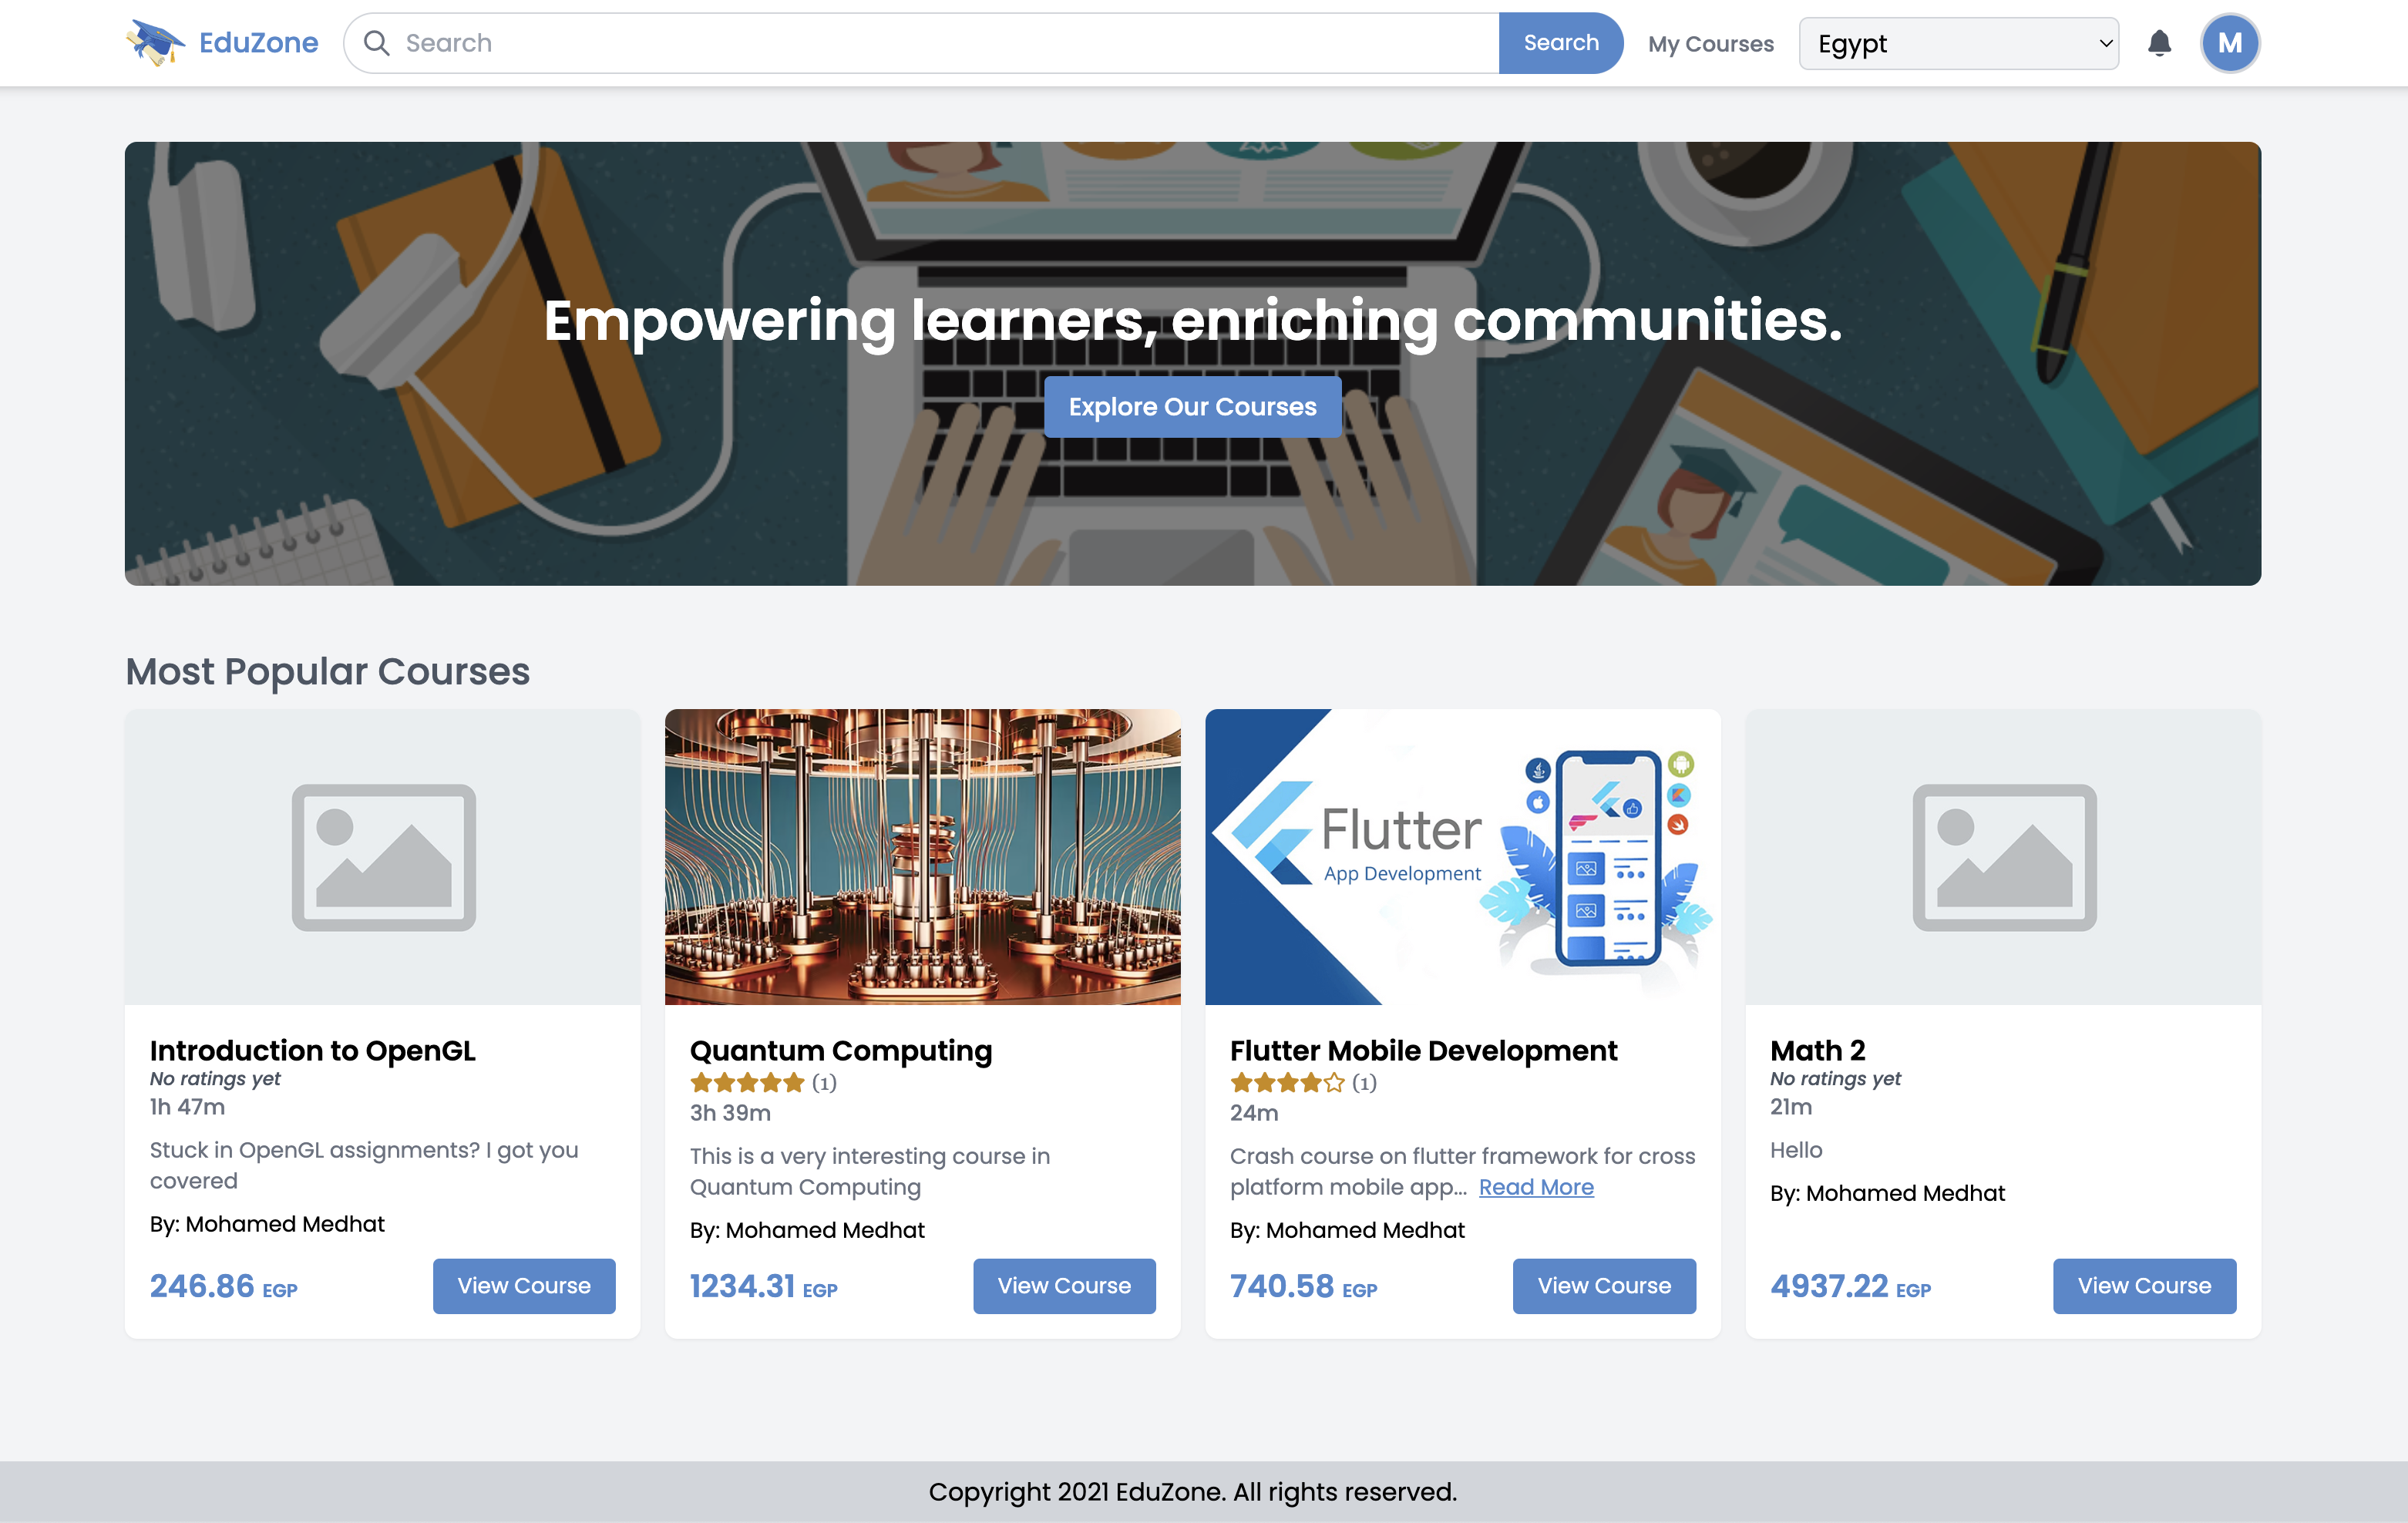 EduZone
Search
Search
My Courses
Egypt
M
Empowering learners, enriching communities.
Explore Our Courses
Most Popular Courses
Introduction to OpenGL
No ratings yet
1h 47m
Stuck in OpenGL assignments? I got you
covered
By: Mohamed Medhat
246.86 EGP
View Course
Quantum Computing
(1)
3h 39m
This is a very interesting course in
Quantum Computing
By: Mohamed Medhat
1234.31 EGP
View Course
Flutter
App Development
Flutter Mobile Development
(1)
24m
Crash course on flutter framework for cross
platform mobile app... Read More
By: Mohamed Medhat
740.58 EGP
View Course
Math 2
No ratings yet
21m
Hello
By: Mohamed Medhat
4937.22 EGP
View Course
Copyright 2021 EduZone. All rights reserved.